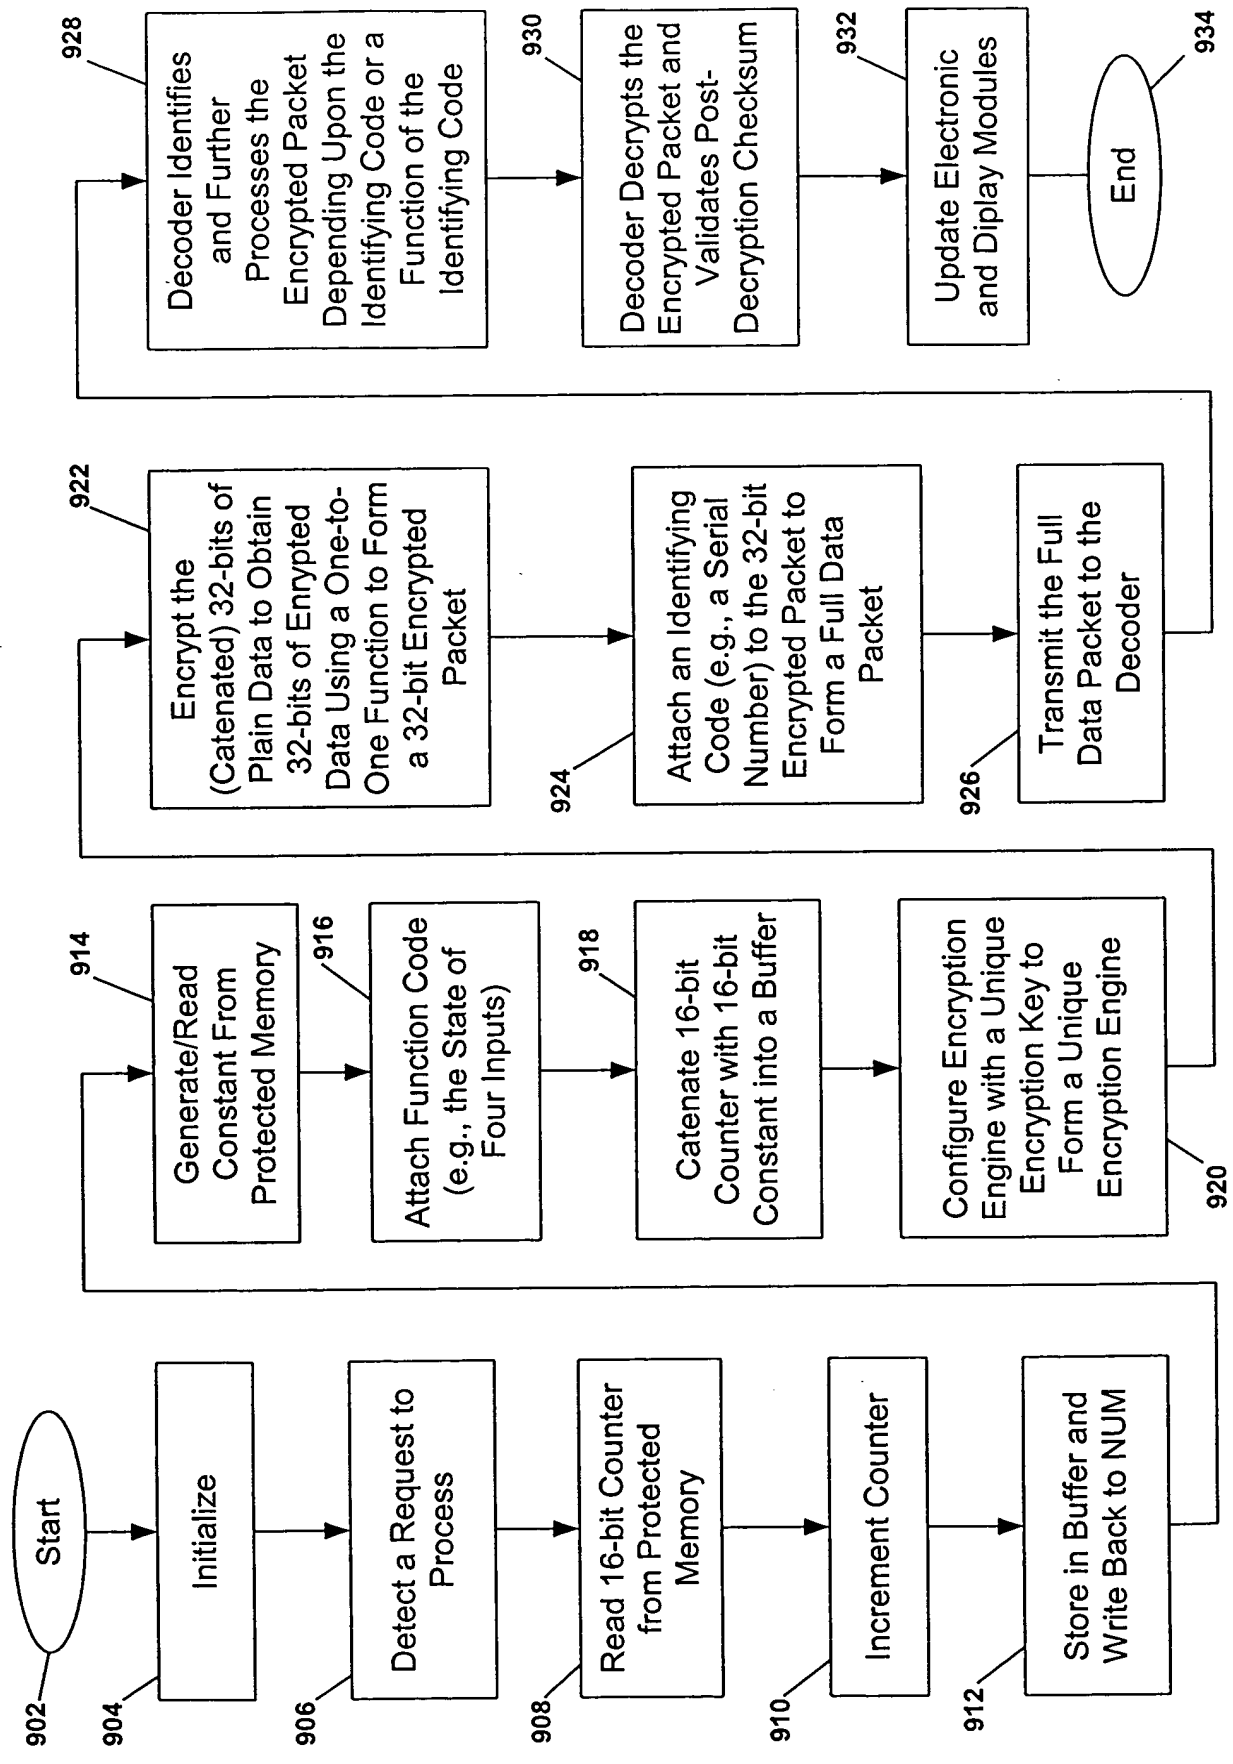 Start
902
Initialize
904
Detect a Request to
Process
906
Read 16-bit Counter
from Protected
Memory
908
Increment Counter
910
Store in Buffer and
Write Back to NUM
912
Generate/Read
Constant From
Protected Memory
914
Attach Function Code
(e.g., the State of
Four Inputs)
916
Catenate 16-bit
Counter with 16-bit
Constant into a Buffer
918
Configure Encryption
Engine with a Unique
Encryption Key to
Form a Unique
Encryption Engine
920
Encrypt the
(Catenated) 32-bits of
Plain Data to Obtain
32-bits of Enrypted
Data Using a One-to-
One Function to Form
a 32-bit Encrypted
Packet
922
Attach an Identifying
Code (e.g., a Serial
Number) to the 32-bit
Encrypted Packet to
Form a Full Data
Packet
924
Transmit the Full
Data Packet to the
Decoder
926
Decoder Identifies
and Further
Processes the
Encrypted Packet
Depending Upon the
Identifying Code or a
Function of the
Identifying Code
928
Decoder Decrypts the
Encrypted Packet and
Validates Post-
Decryption Checksum
930
Update Electronic
and Diplay Modules
932
End
934